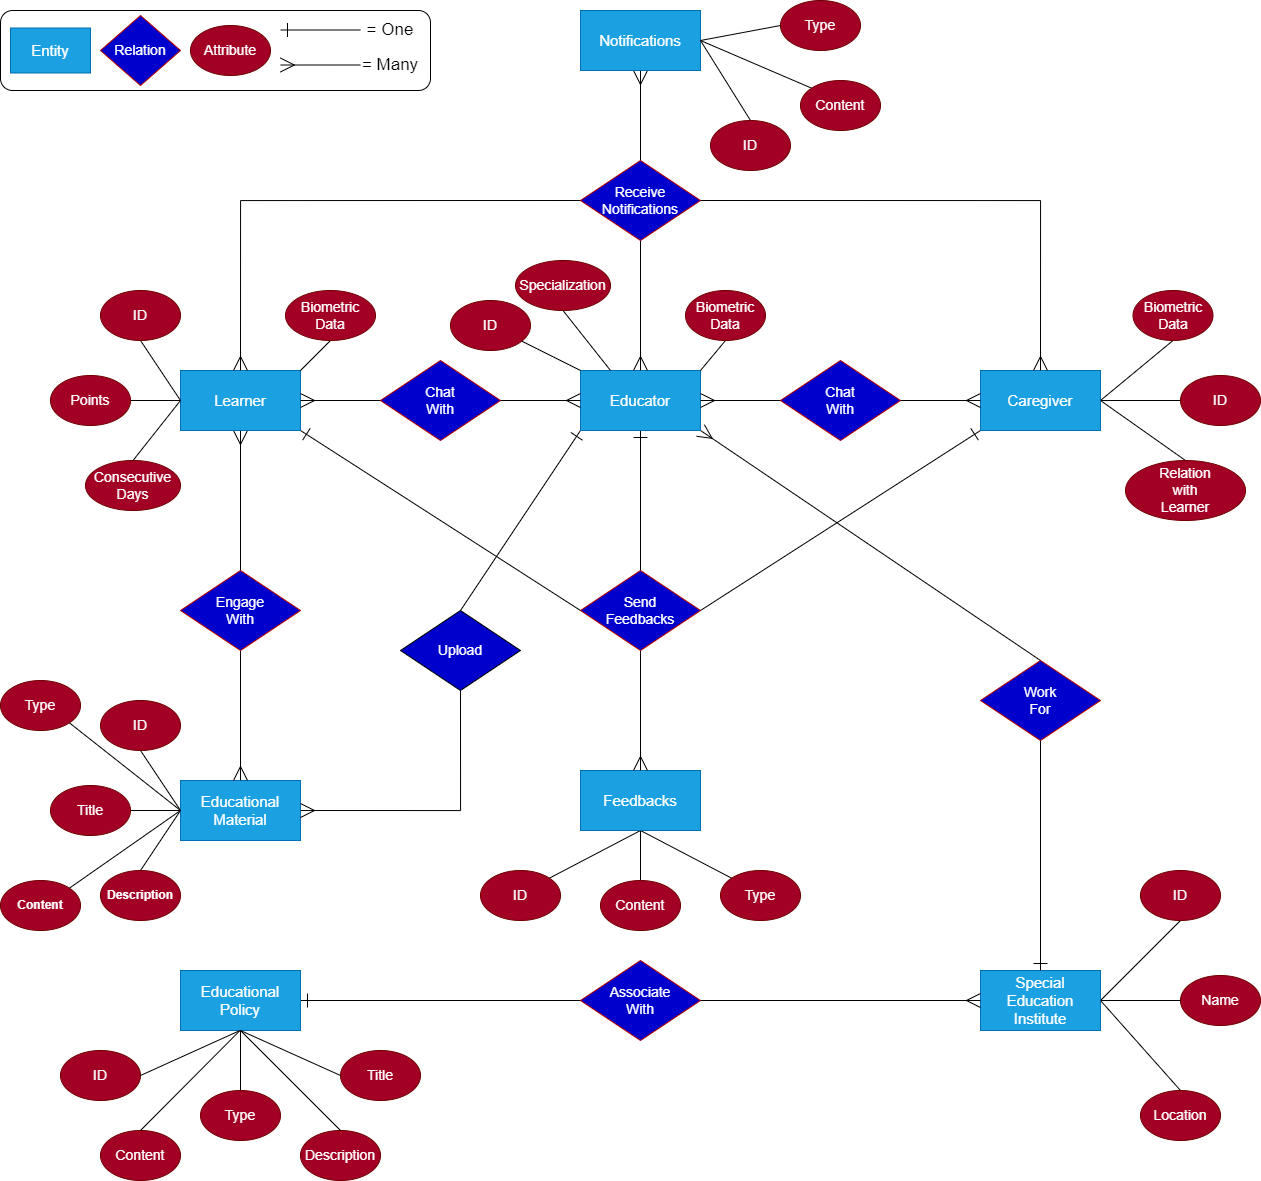 Entity
Relation
Attribute
= One
= Many
Notifications
Type
Content
ID
Receive
Notifications
ID
Biometric
Data
Points
Learner
Consecutive
Days
Chat
With
Specialization
ID
Biometric
Data
Educator
Chat
With
Biometric
Data
Caregiver
ID
Relation
with
Learner
Engage
With
Upload
Send
Feedbacks
Work
For
Type
ID
Title
Educational
Material
Content
Description
Feedbacks
ID
Content
Type
Educational
Policy
Associate
With
Special
Education
Institute
ID
Name
Location
ID
Title
Type
Content
Description